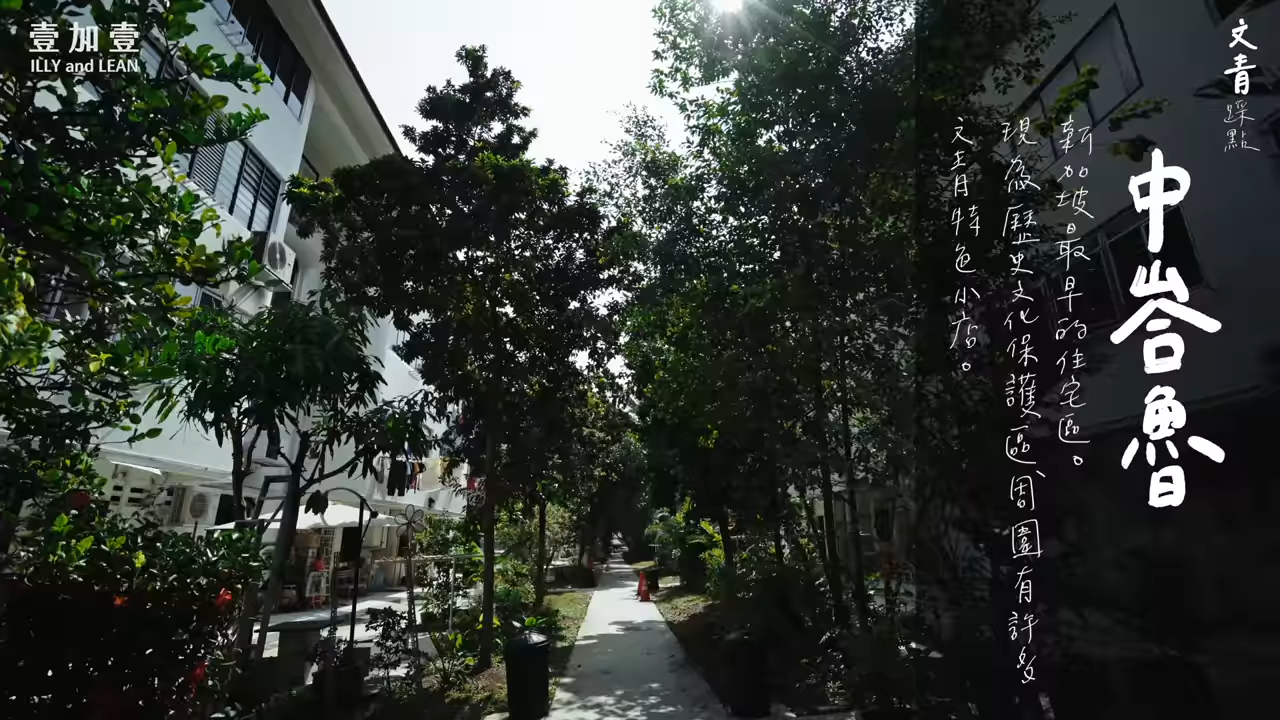 壹加壹
ILLY and LEAN
文青踩點
中峇魯
新加坡最早的住宅區。
現為歷史文化保護區、周圍有許多
文青特色小店。